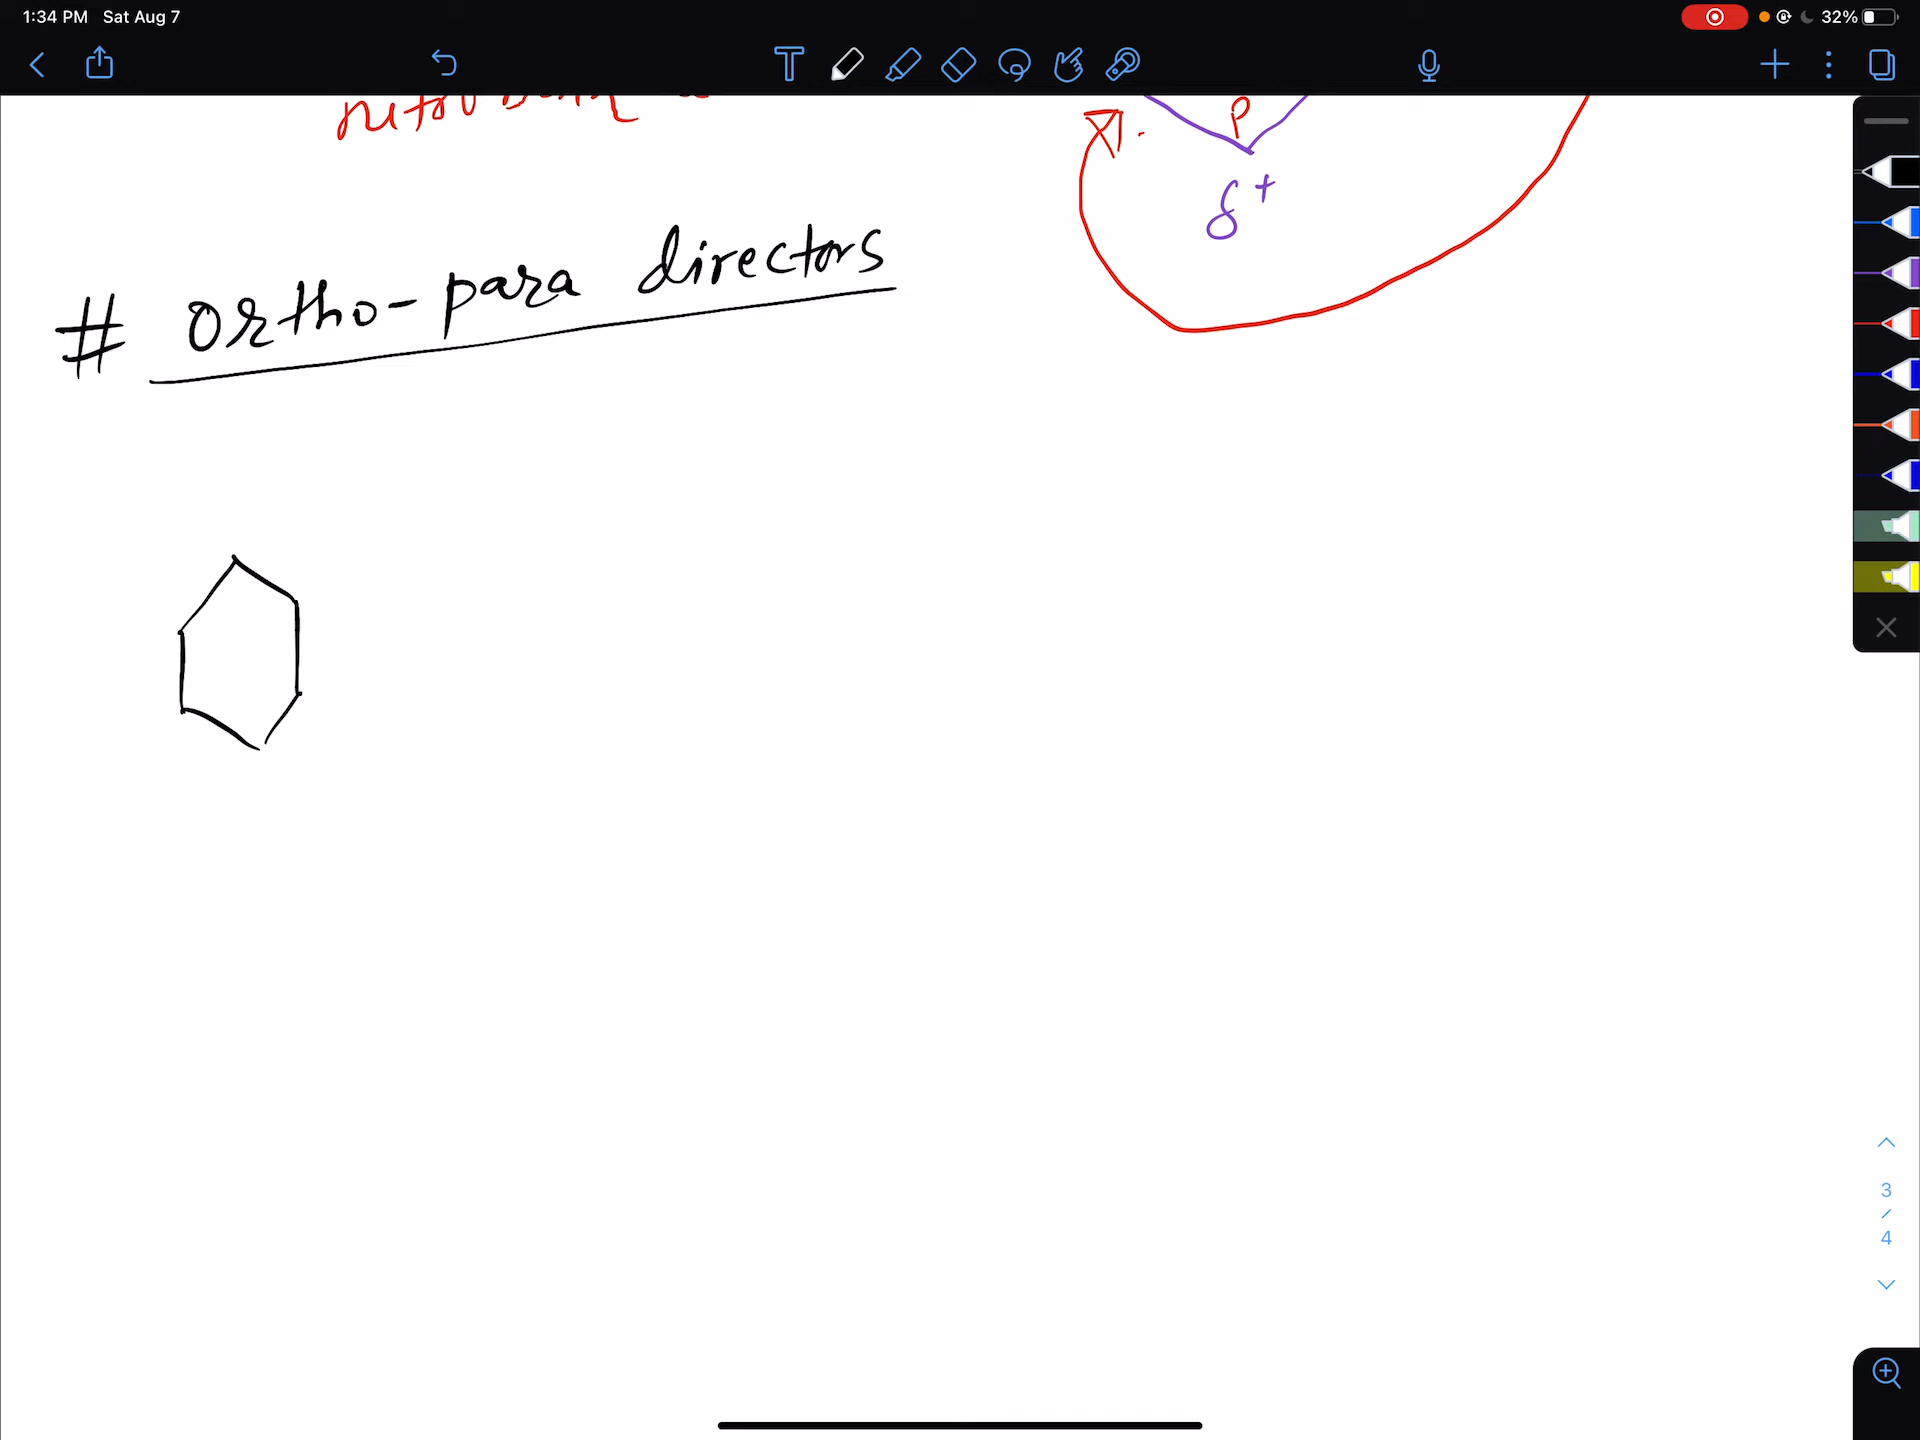 1:34 PM Sat Aug 7
32%
P
δ+
# ortho-para directors
3
/
4